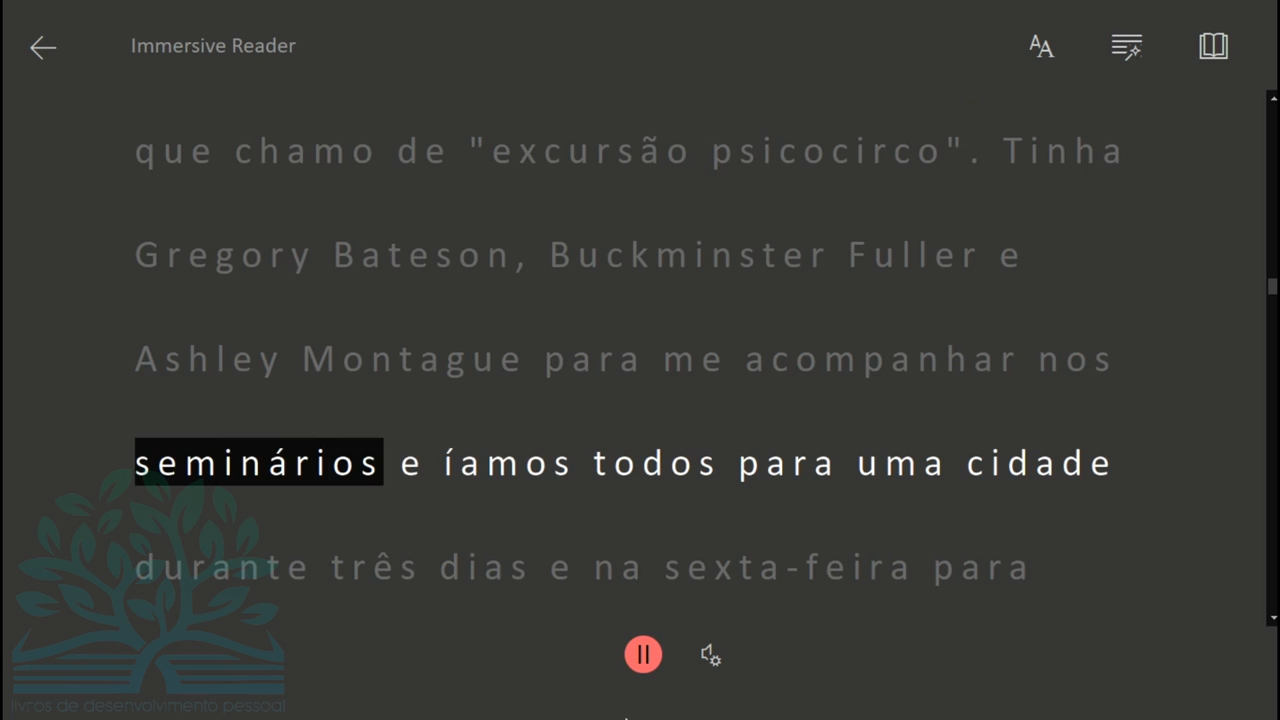 Immersive Reader
que chamo de "excursão psicocirco". Tinha
Gregory Bateson, Buckminster Fuller e
Ashley Montague para me acompanhar nos
seminários e íamos todos para uma cidade
durante três dias e na sexta-feira para
livros de desenvolvimento pessoal